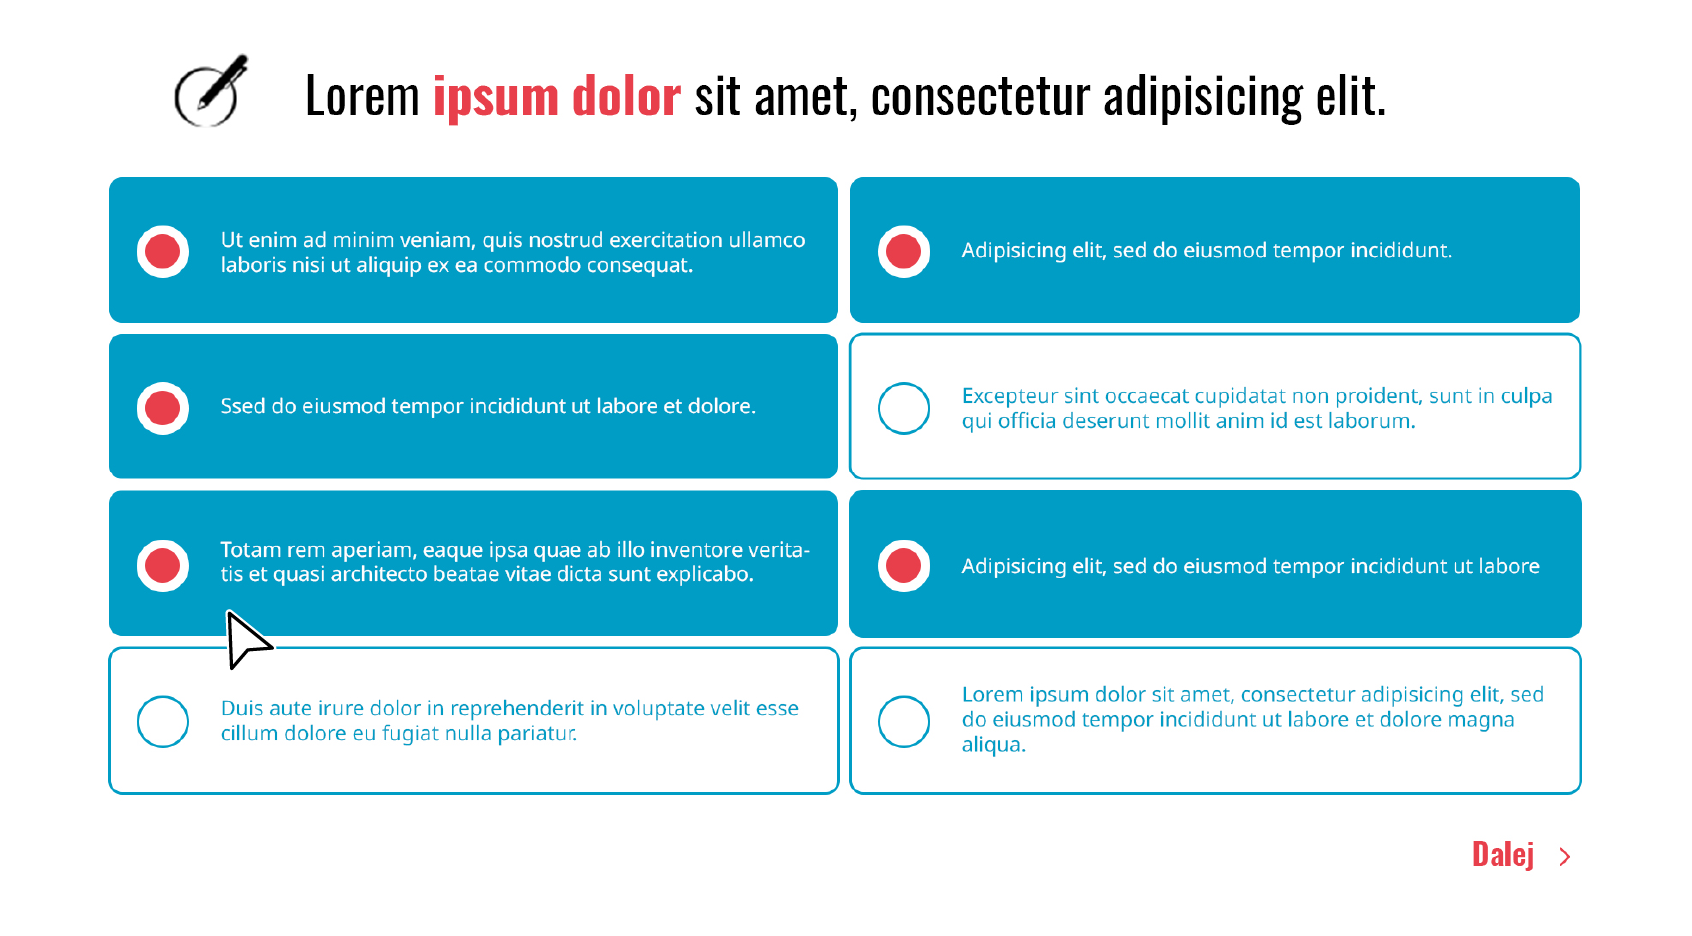 Lorem ipsum dolor sit amet, consectetur adipisicing elit.
Ut enim ad minim veniam, quis nostrud exercitation ullamco
laboris nisi ut aliquip ex ea commodo consequat.
Adipisicing elit, sed do eiusmod tempor incididunt.
Ssed do eiusmod tempor incididunt ut labore et dolore.
Excepteur sint occaecat cupidatat non proident, sunt in culpa
qui officia deserunt mollit anim id est laborum.
Totam rem aperiam, eaque ipsa quae ab illo inventore verita-
tis et quasi architecto beatae vitae dicta sunt explicabo.
Adipisicing elit, sed do eiusmod tempor incididunt ut labore
Duis aute irure dolor in reprehenderit in voluptate velit esse
cillum dolore eu fugiat nulla pariatur.
Lorem ipsum dolor sit amet, consectetur adipisicing elit, sed
do eiusmod tempor incididunt ut labore et dolore magna
aliqua.
Dalej